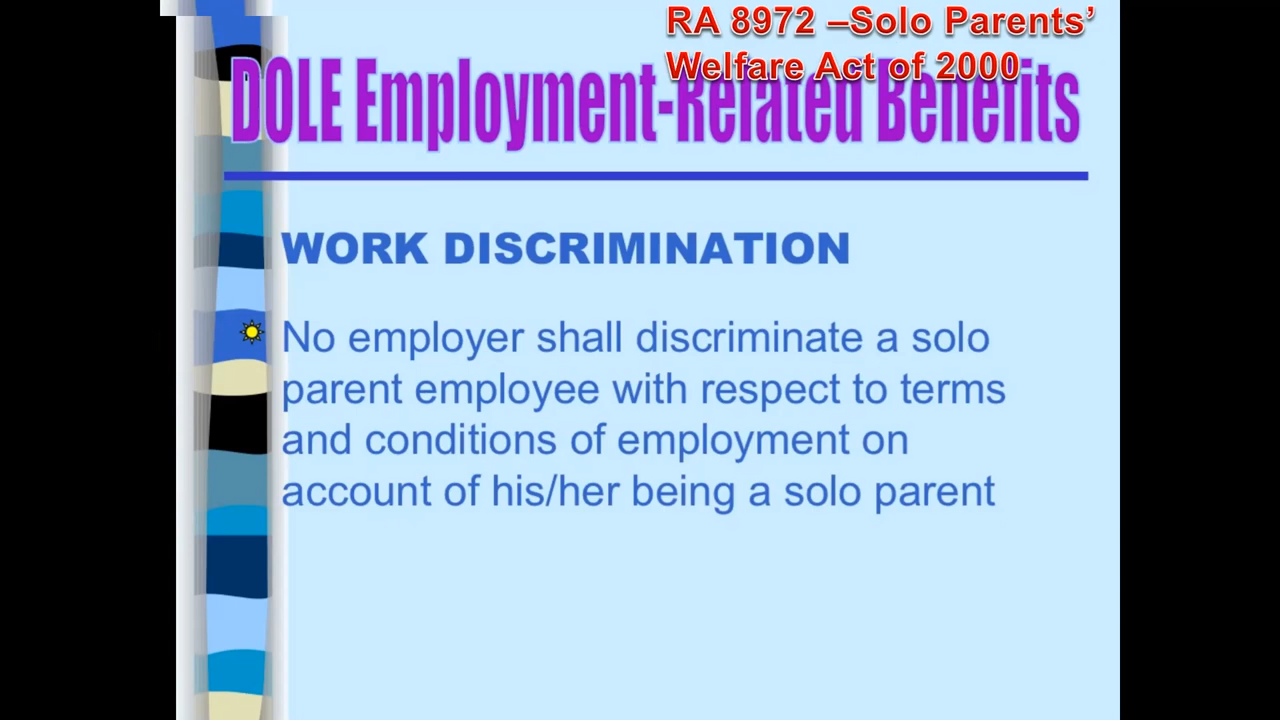 RA 8972 –Solo Parents’
Welfare Act of 2000
DOLE Employment-Related Benefits
WORK DISCRIMINATION
No employer shall discriminate a solo
parent employee with respect to terms
and conditions of employment on
account of his/her being a solo parent